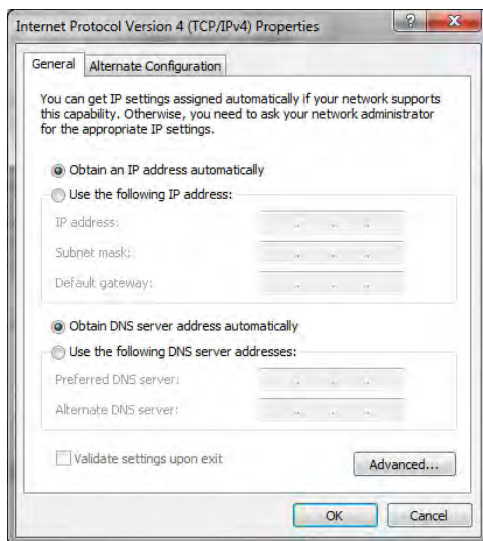 Internet Protocol Version 4 (TCP/IPv4) Properties
General
Alternate Configuration
You can get IP settings assigned automatically if your network supports
this capability. Otherwise, you need to ask your network administrator
for the appropriate IP settings.
Obtain an IP address automatically
Use the following IP address:
IP address:
Subnet mask:
Default gateway:
Obtain DNS server address automatically
Use the following DNS server addresses:
Preferred DNS server:
Alternate DNS server:
Validate settings upon exit
Advanced...
OK
Cancel